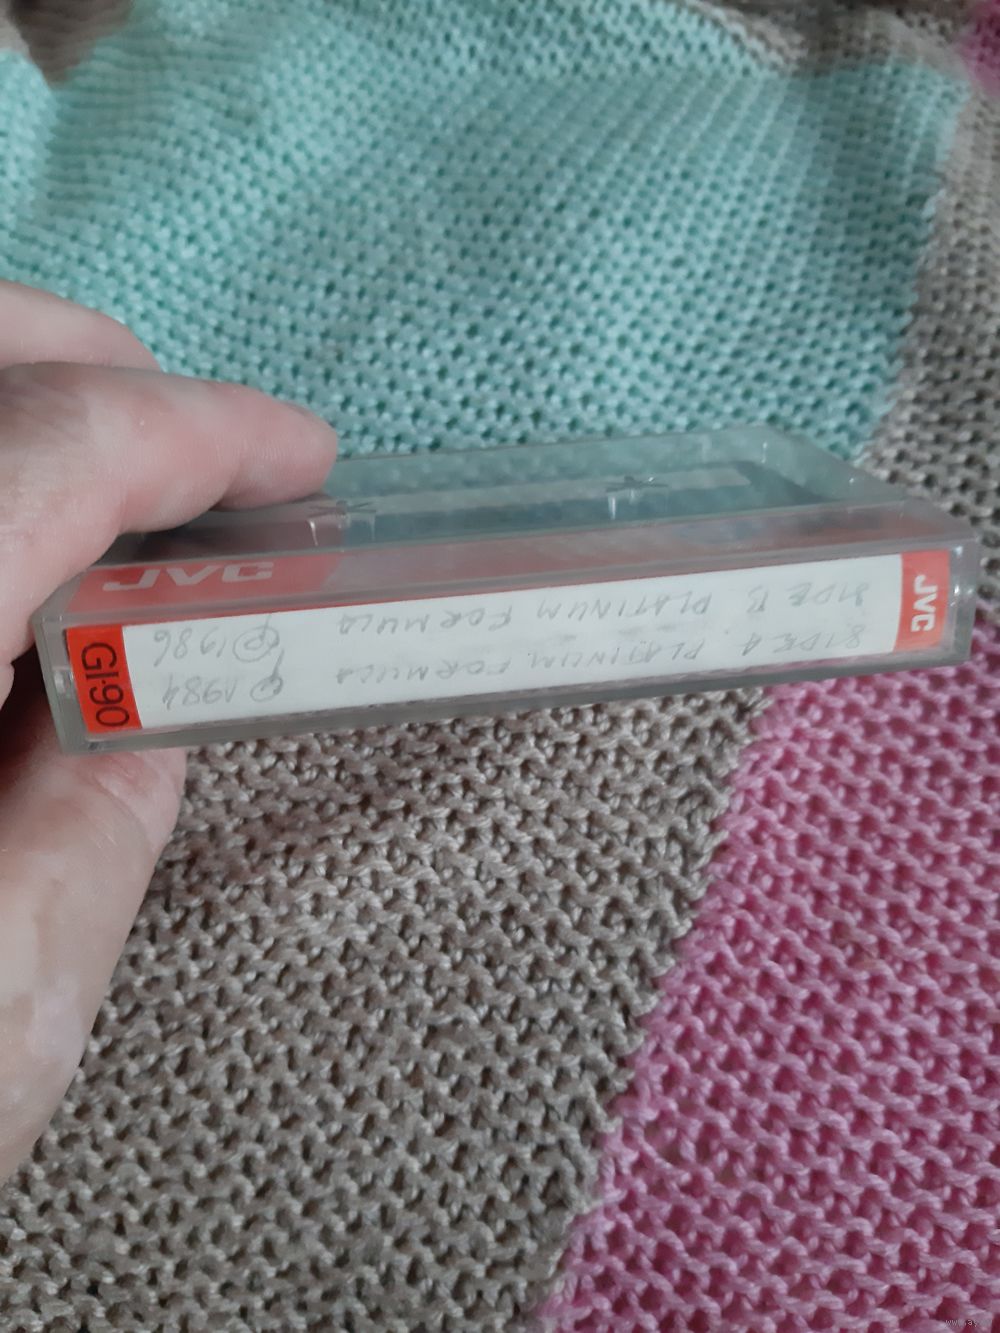 JVC
SIDE A PLATINUM FORMULA ℗1984
SIDE B PLATINUM FORMULA ℗1986
GI-90
JVC